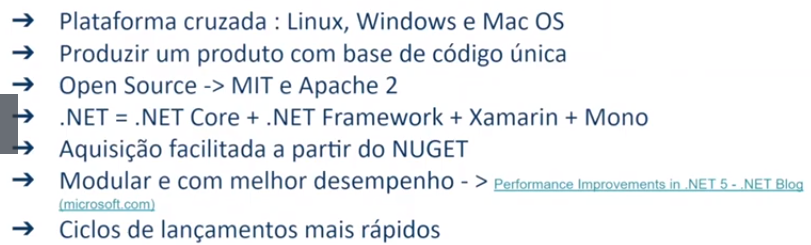 ➔ Plataforma cruzada : Linux, Windows e Mac OS
➔ Produzir um produto com base de código única
➔ Open Source -> MIT e Apache 2
➔ .NET = .NET Core + .NET Framework + Xamarin + Mono
➔ Aquisição facilitada a partir do NUGET
➔ Modular e com melhor desempenho - > Performance Improvements in .NET 5 - .NET Blog
(microsoft.com)
➔ Ciclos de lançamentos mais rápidos